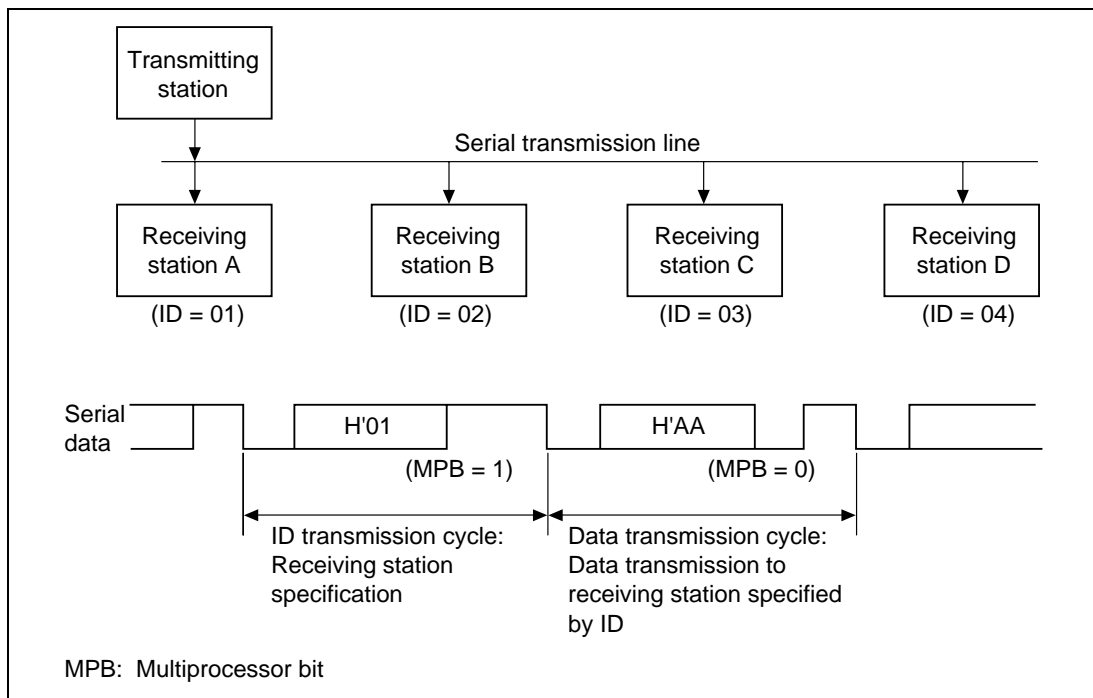 Transmitting
station
Serial transmission line
Receiving
station A
(ID = 01)
Receiving
station B
(ID = 02)
Receiving
station C
(ID = 03)
Receiving
station D
(ID = 04)
Serial
data
H'01
(MPB = 1)
H'AA
(MPB = 0)
ID transmission cycle:
Receiving station
specification
Data transmission cycle:
Data transmission to
receiving station specified
by ID
MPB: Multiprocessor bit